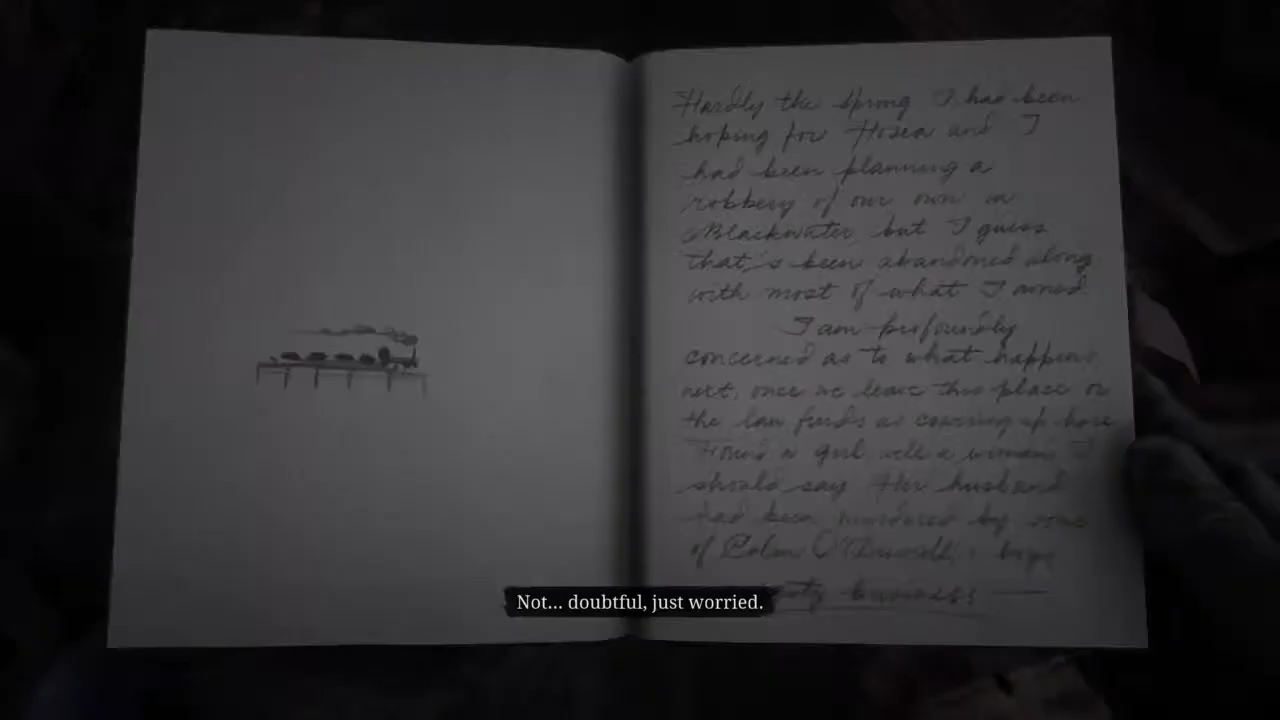 Hardly the Spring I had been
hoping for Hosea and I
had been planning a
robbery of our own in
Blackwater, but I guess
that's been abandoned along
with most of what I owned.
I am profoundly
concerned as to what happens
next, once we leave this place or
the law finds us cowering up here
Found a girl well a woman I
should say Her husband
had been murdered by some
of Colm O'Driscoll's boys
business
Not... doubtful, just worried.